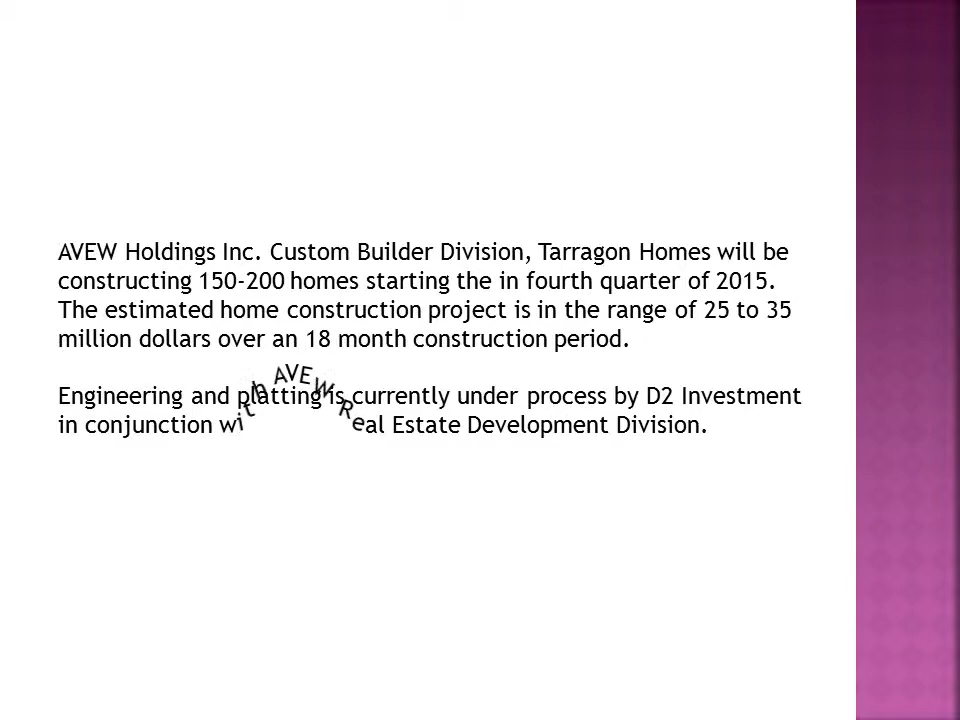 AVEW Holdings Inc. Custom Builder Division, Tarragon Homes will be
constructing 150-200 homes starting the in fourth quarter of 2015.
The estimated home construction project is in the range of 25 to 35
million dollars over an 18 month construction period.
Engineering and platting is currently under process by D2 Investment
in conjunction with AVEW Real Estate Development Division.